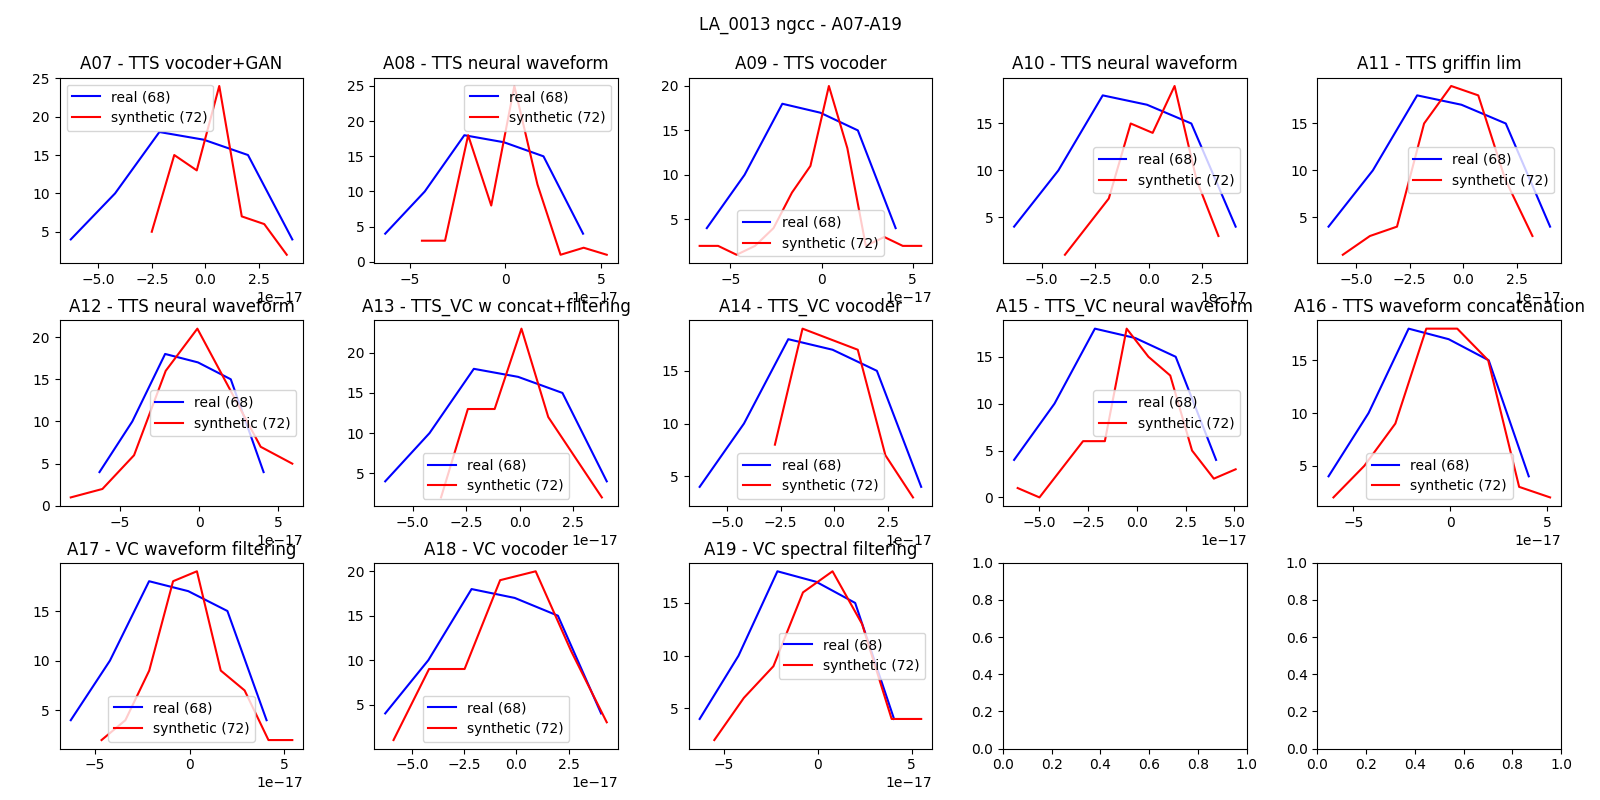 LA_0013 ngcc - A07-A19
A07 - TTS vocoder+GAN
25
20
15
10
5
real (68)
synthetic (72)
−5.0 −2.5 0.0 2.5
1e−17
A08 - TTS neural waveform
25
20
15
10
5
0
real (68)
synthetic (72)
−5 0 5
1e−17
A09 - TTS vocoder
20
15
10
5
real (68)
synthetic (72)
−5 0 5
1e−17
A10 - TTS neural waveform
15
10
5
real (68)
synthetic (72)
−5.0 −2.5 0.0 2.5
1e−17
A11 - TTS griffin lim
15
10
5
real (68)
synthetic (72)
−5.0 −2.5 0.0 2.5
1e−17
A12 - TTS neural waveform
20
15
10
5
0
real (68)
synthetic (72)
−5 0 5
1e−17
A13 - TTS_VC w concat+filtering
20
15
10
5
real (68)
synthetic (72)
−5.0 −2.5 0.0 2.5
1e−17
A14 - TTS_VC vocoder
15
10
5
real (68)
synthetic (72)
−5.0 −2.5 0.0 2.5
1e−17
A15 - TTS_VC neural waveform
15
10
5
0
real (68)
synthetic (72)
−5.0 −2.5 0.0 2.5 5.0
1e−17
A16 - TTS waveform concatenation
15
10
5
real (68)
synthetic (72)
−5 0 5
1e−17
A17 - VC waveform filtering
15
10
5
real (68)
synthetic (72)
−5 0 5
1e−17
A18 - VC vocoder
20
15
10
5
real (68)
synthetic (72)
−5.0 −2.5 0.0 2.5
1e−17
A19 - VC spectral filtering
15
10
5
real (68)
synthetic (72)
−5 0 5
1e−17
1.0
0.8
0.6
0.4
0.2
0.0
0.0 0.2 0.4 0.6 0.8 1.0
1.0
0.8
0.6
0.4
0.2
0.0
0.0 0.2 0.4 0.6 0.8 1.0